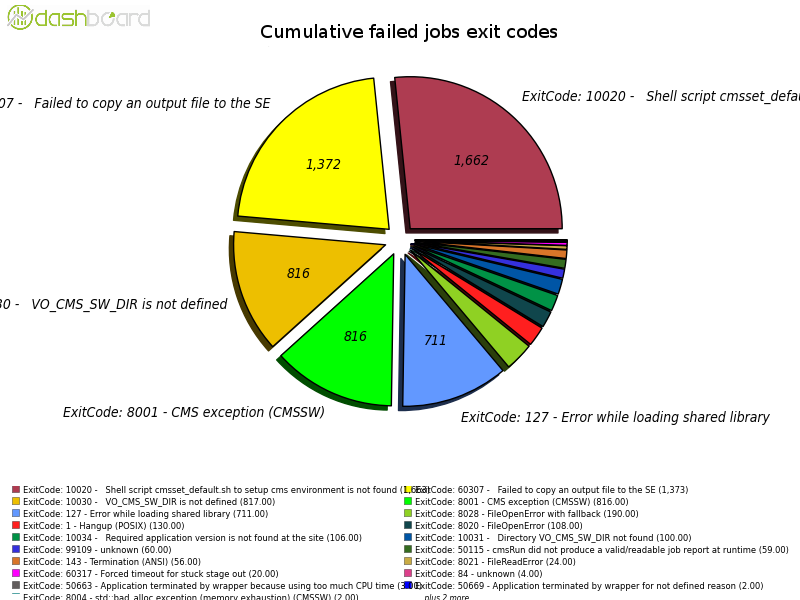 dashboard
Cumulative failed jobs exit codes
07 -   Failed to copy an output file to the SE
ExitCode: 10020 -   Shell script
1,372
1,662
816
30 -   VO_CMS_SW_DIR is not defined
816
711
ExitCode: 8001 - CMS exception (CMSSW)
ExitCode: 127 - Error while loading shared library
ExitCode: 10020 -   Shell script cmsset_default.sh to setup cms environment is not found (1,663)
ExitCode: 60307 -   Failed to copy an output file to the SE (1,373)
ExitCode: 10030 -   VO_CMS_SW_DIR is not defined (817.00)
ExitCode: 8001 - CMS exception (CMSSW) (816.00)
ExitCode: 127 - Error while loading shared library (711.00)
ExitCode: 8028 - FileOpenError with fallback (190.00)
ExitCode: 1 - Hangup (POSIX) (130.00)
ExitCode: 8020 - FileOpenError (108.00)
ExitCode: 10034 -   Required application version is not found at the site (106.00)
ExitCode: 10031 -   Directory VO_CMS_SW_DIR not found (100.00)
ExitCode: 99109 - unknown (60.00)
ExitCode: 50115 - cmsRun did not produce a valid/readable job report at runtime (59.00)
ExitCode: 143 - Termination (ANSI) (56.00)
ExitCode: 8021 - FileReadError (24.00)
ExitCode: 60317 - Forced timeout for stuck stage out (20.00)
ExitCode: 84 - unknown (4.00)
ExitCode: 50663 - Application terminated by wrapper because using too much CPU time
ExitCode: 50669 - Application terminated by wrapper for not defined reason (2.00)
ExitCode: 8004 - std::bad_alloc exception (memory exhaustion) (CMSSW) (2.00)
plus 2 more